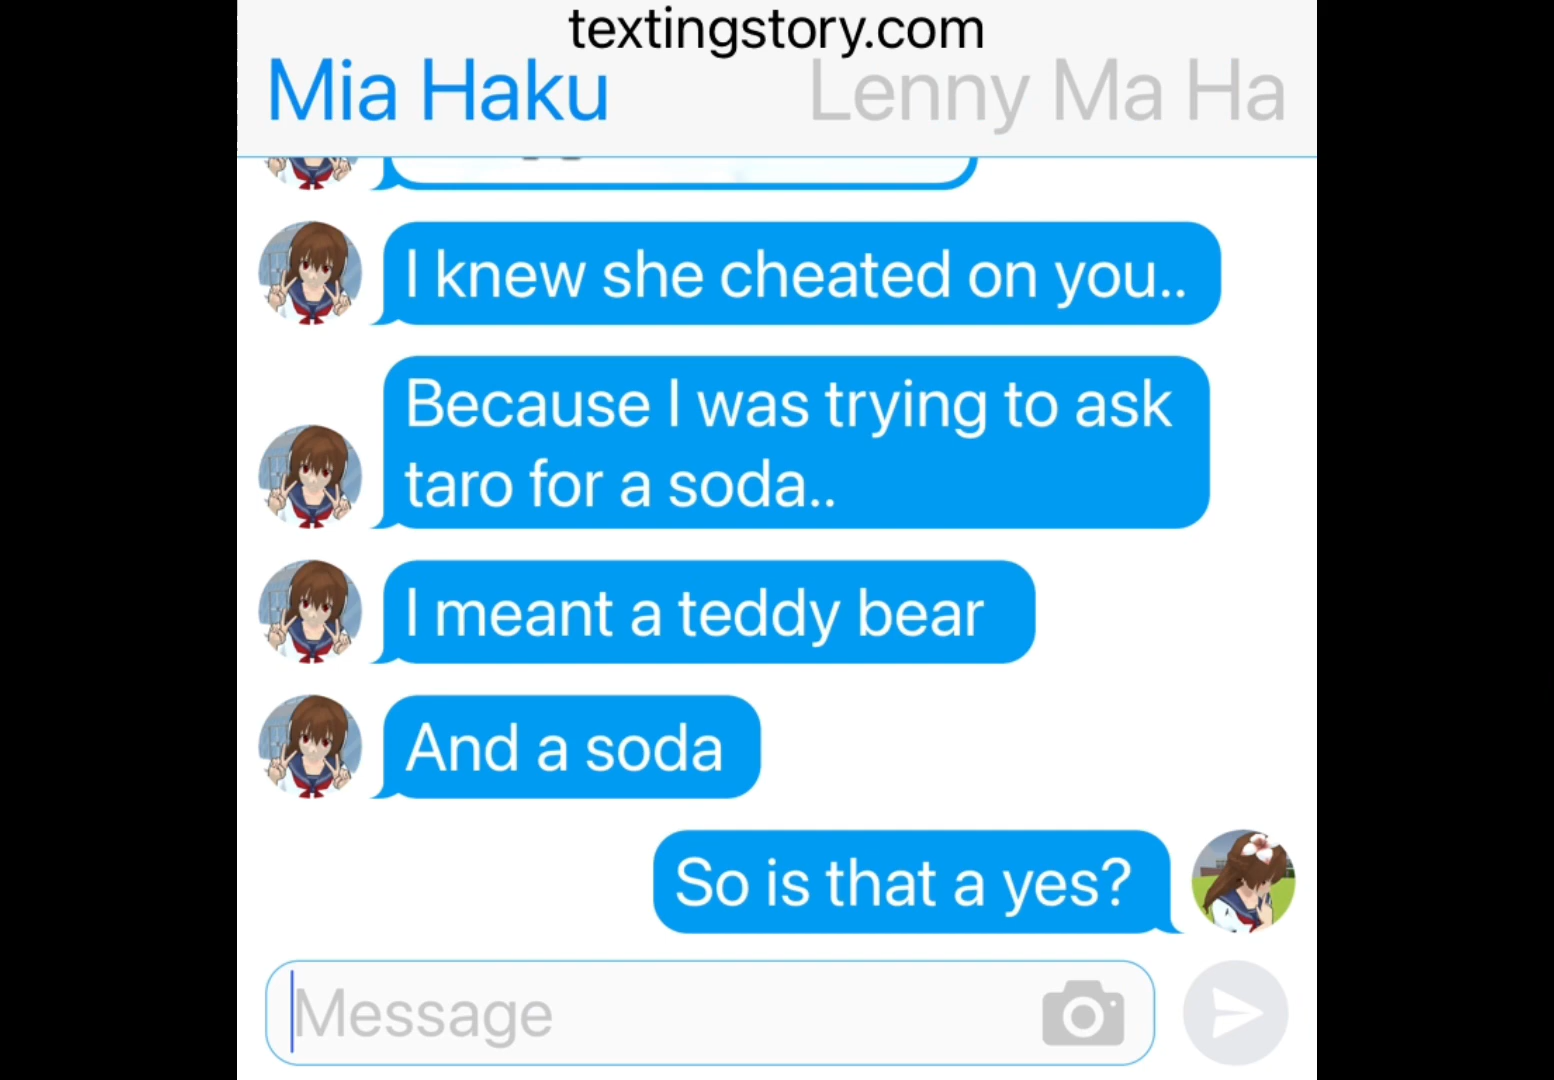 textingstory.com
Mia Haku
Lenny Ma Ha
I knew she cheated on you..
Because I was trying to ask
taro for a soda..
I meant a teddy bear
And a soda
So is that a yes?
Message